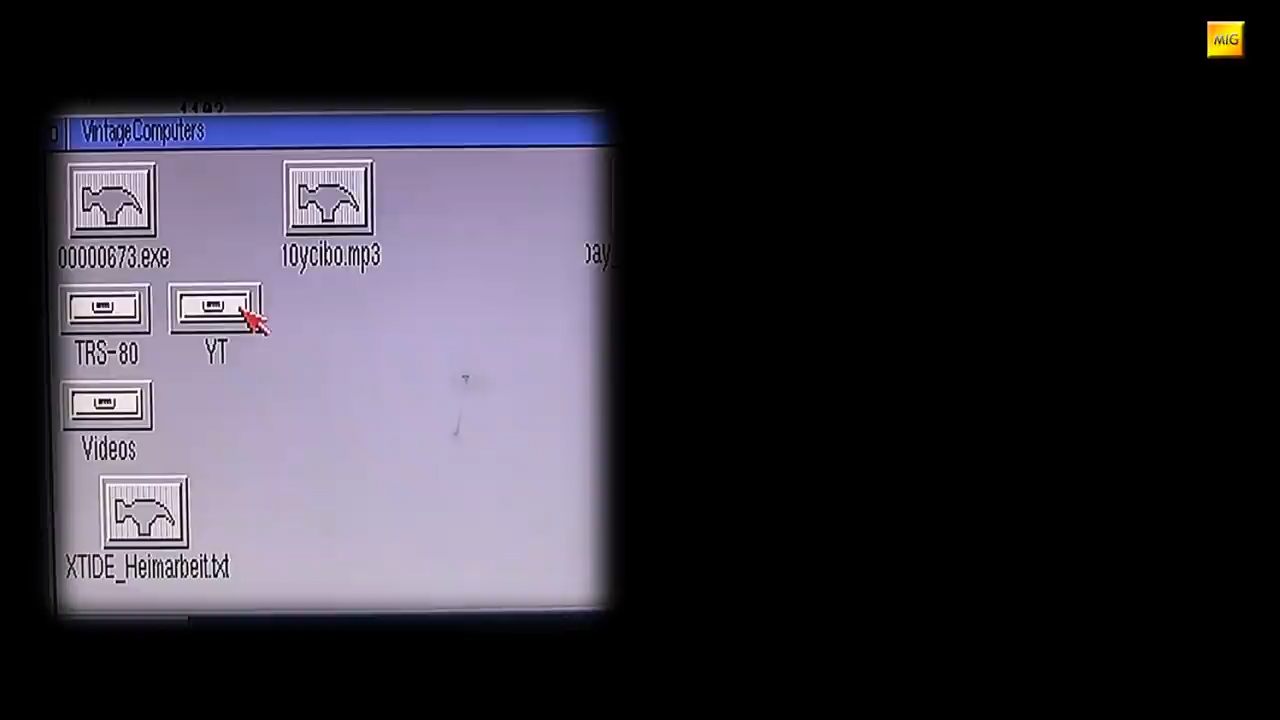 MIG
VintageComputers
00000673.exe
10ycibo.mp3
TRS-80
YT
Videos
XTIDE_Heimarbeit.txt